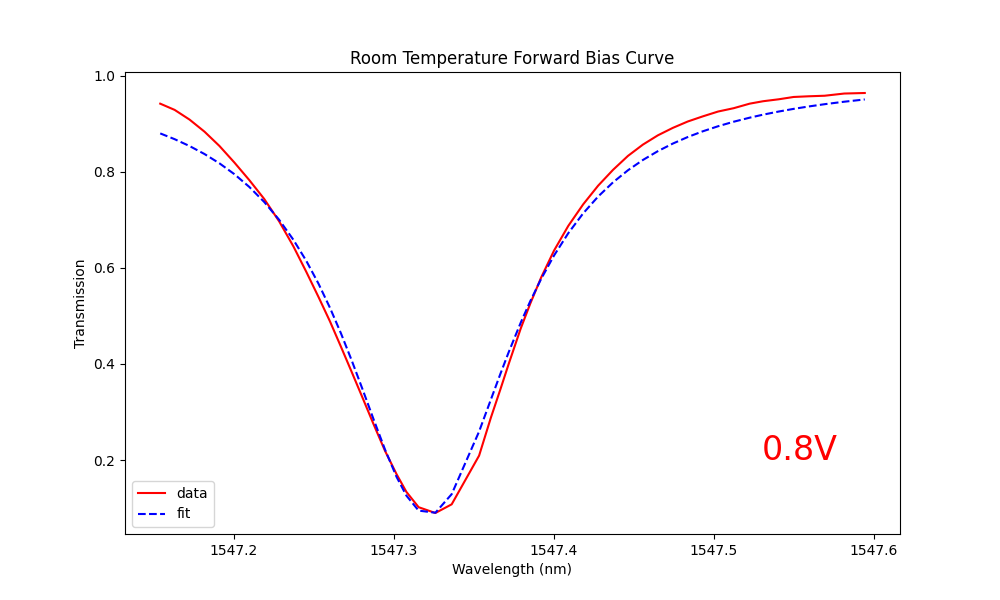 Room Temperature Forward Bias Curve
1.0
0.8
0.6
0.4
0.2
Transmission
0.8V
data
fit
1547.2 1547.3 1547.4 1547.5 1547.6
Wavelength (nm)